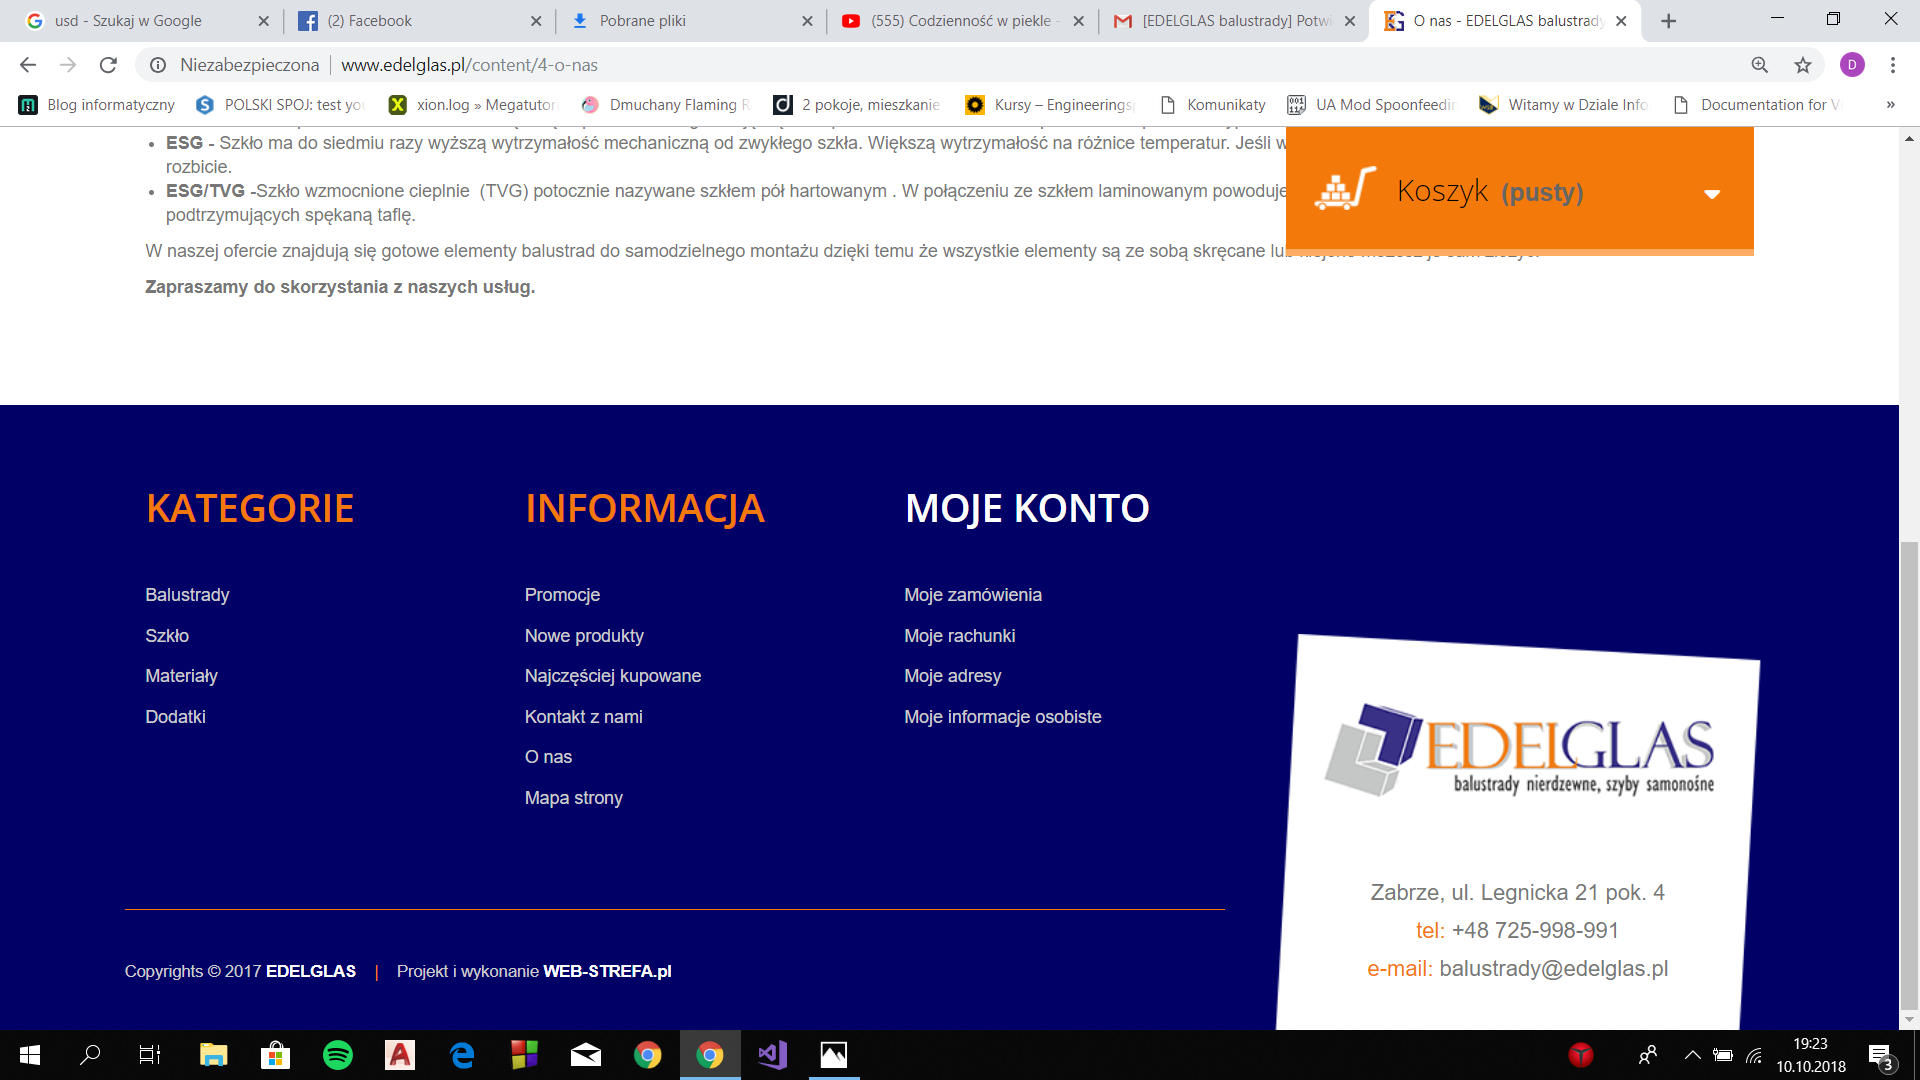 usd - Szukaj w Google
(2) Facebook
Pobrane pliki
(555) Codzienność w piekle -
[EDELGLAS balustrady] Potwi
O nas - EDELGLAS balustrady
Niezabezpieczona | www.edelglas.pl/content/4-o-nas
D
Blog informatyczny
POLSKI SPOJ: test you
xion.log » Megatutor
Dmuchany Flaming R
2 pokoje, mieszkanie
Kursy – Engineerings
Komunikaty
UA Mod Spoonfeedin
Witamy w Dziale Info
Documentation for V
»
ESG - Szkło ma do siedmiu razy wyższą wytrzymałość mechaniczną od zwykłego szkła. Większą wytrzymałość na różnice temperatur. Jeśli w
rozbicie.
ESG/TVG -Szkło wzmocnione cieplnie (TVG) potocznie nazywane szkłem pół hartowanym . W połączeniu ze szkłem laminowanym powoduje
podtrzymujących spękaną taflę.
W naszej ofercie znajdują się gotowe elementy balustrad do samodzielnego montażu dzięki temu że wszystkie elementy są ze sobą skręcane lub
Zapraszamy do skorzystania z naszych usług.
Koszyk (pusty)
KATEGORIE
Balustrady
Szkło
Materiały
Dodatki
INFORMACJA
Promocje
Nowe produkty
Najczęściej kupowane
Kontakt z nami
O nas
Mapa strony
MOJE KONTO
Moje zamówienia
Moje rachunki
Moje adresy
Moje informacje osobiste
EDELGLAS
balustrady nierdzewne, szyby samonośne
Zabrze, ul. Legnicka 21 pok. 4
tel: +48 725-998-991
e-mail: balustrady@edelglas.pl
Copyrights © 2017 EDELGLAS | Projekt i wykonanie WEB-STREFA.pl
19:23
10.10.2018
3